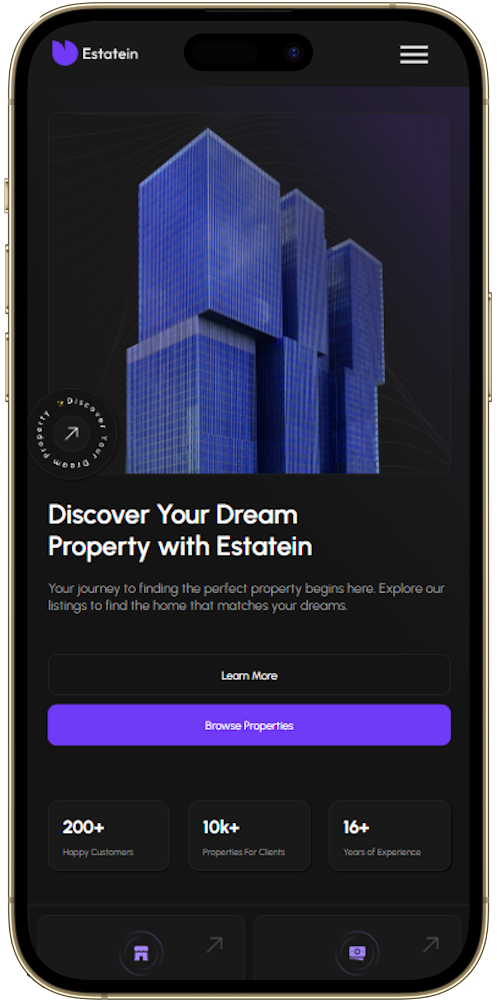 Estatein
✨Discover Your Dream Property
Discover Your Dream
Property with Estatein
Your journey to finding the perfect property begins here. Explore our
listings to find the home that matches your dreams.
Learn More
Browse Properties
200+
Happy Customers
10k+
Properties For Clients
16+
Years of Experience